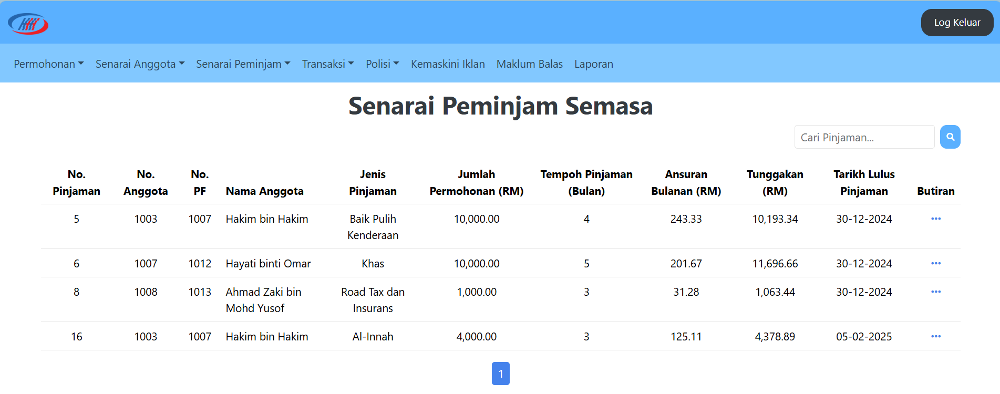 Log Keluar
Permohonan Senarai Anggota Senarai Peminjam Transaksi Polisi Kemaskini Iklan Maklum Balas Laporan
Senarai Peminjam Semasa
Cari Pinjaman...
No. No. No. Jenis Jumlah Tempoh Pinjaman Ansuran Tunggakan Tarikh Lulus
Pinjaman Anggota PF Nama Anggota Pinjaman Permohonan (RM) (Bulan) Bulanan (RM) (RM) Pinjaman Butiran
5 1003 1007 Hakim bin Hakim Baik Pulih 10,000.00 4 243.33 10,193.34 30-12-2024 •••
Kenderaan
6 1007 1012 Hayati binti Omar Khas 10,000.00 5 201.67 11,696.66 30-12-2024 •••
8 1008 1013 Ahmad Zaki bin Road Tax dan 1,000.00 3 31.28 1,063.44 30-12-2024 •••
Mohd Yusof Insurans
16 1003 1007 Hakim bin Hakim Al-Innah 4,000.00 3 125.11 4,378.89 05-02-2025 •••
1